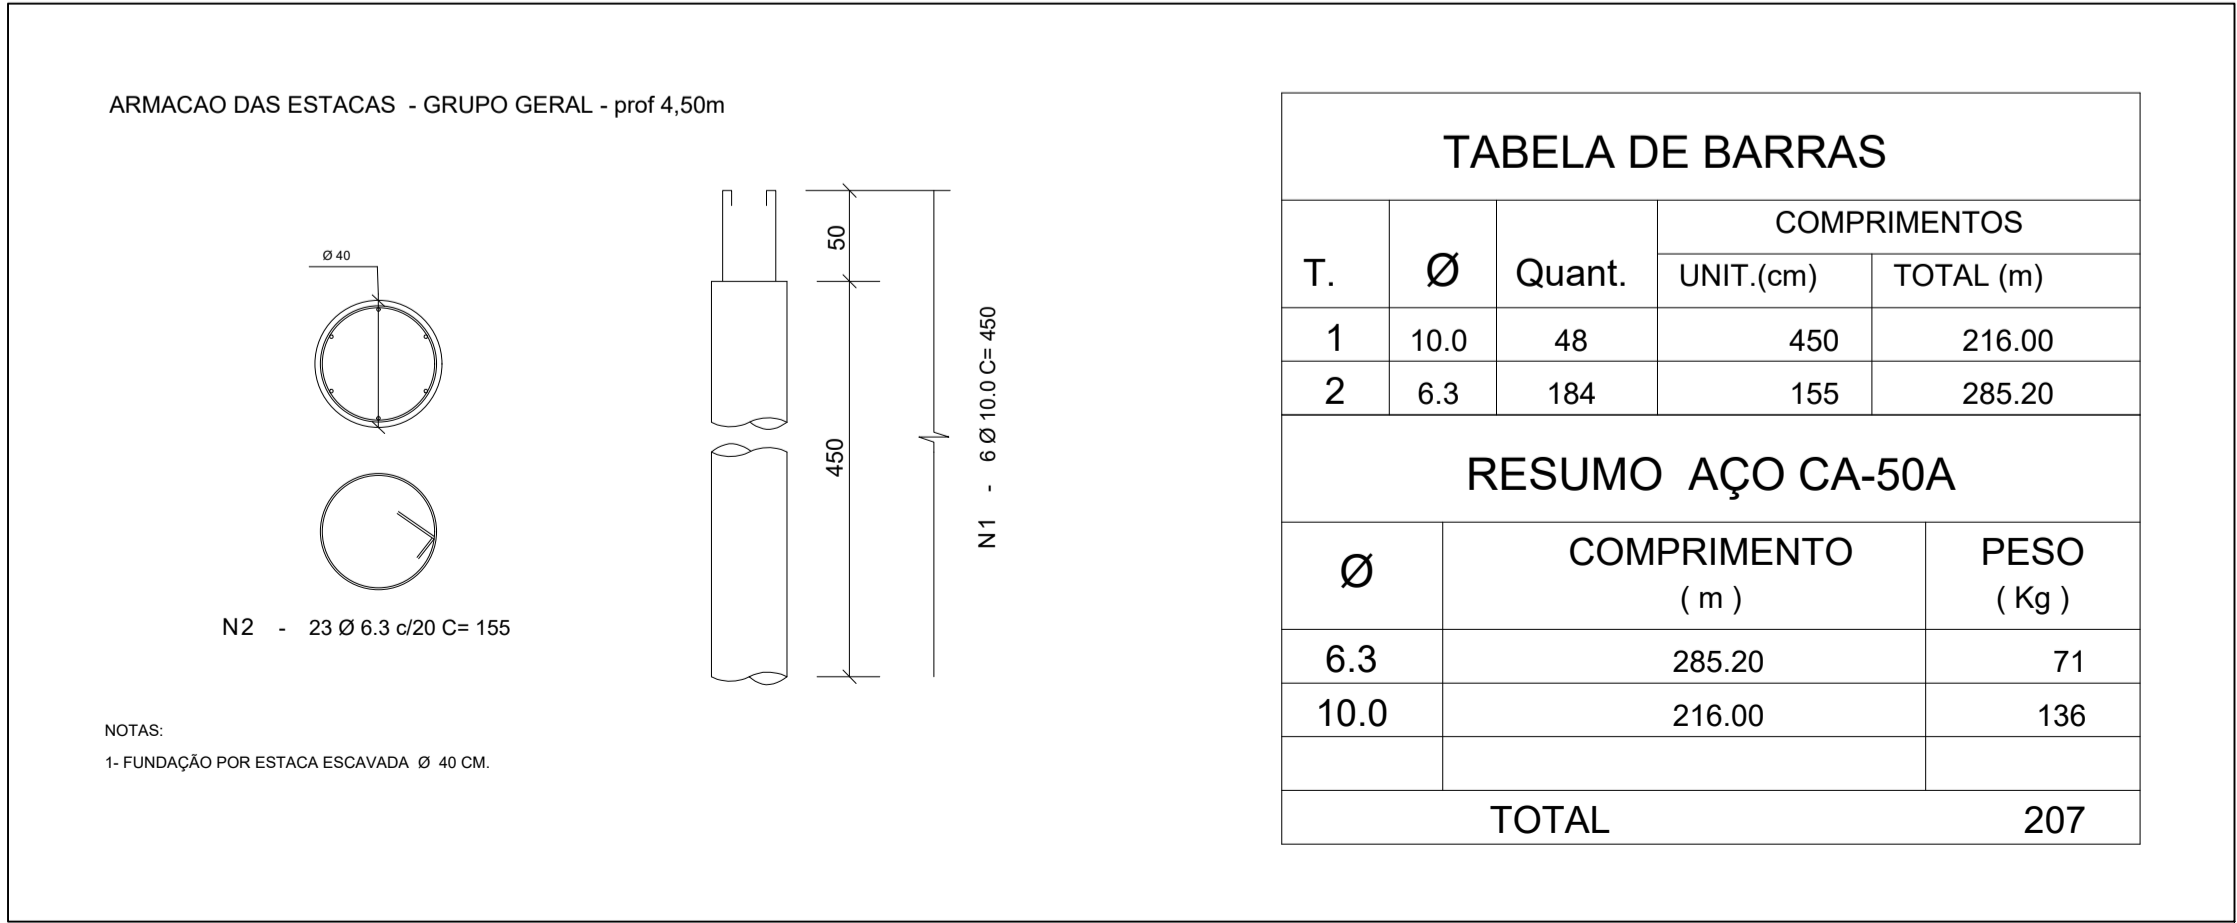 ARMACAO DAS ESTACAS - GRUPO GERAL - prof 4,50m
Ø 40
N2 - 23 Ø 6.3 c/20 C= 155
50
450
N1 - 6 Ø 10.0 C= 450
NOTAS:
1- FUNDAÇÃO POR ESTACA ESCAVADA Ø 40 CM.
TABELA DE BARRAS
COMPRIMENTOS
T. Ø Quant. UNIT.(cm) TOTAL (m)
1 10.0 48 450 216.00
2 6.3 184 155 285.20
RESUMO AÇO CA-50A
Ø COMPRIMENTO PESO
( m ) ( Kg )
6.3 285.20 71
10.0 216.00 136
TOTAL 207